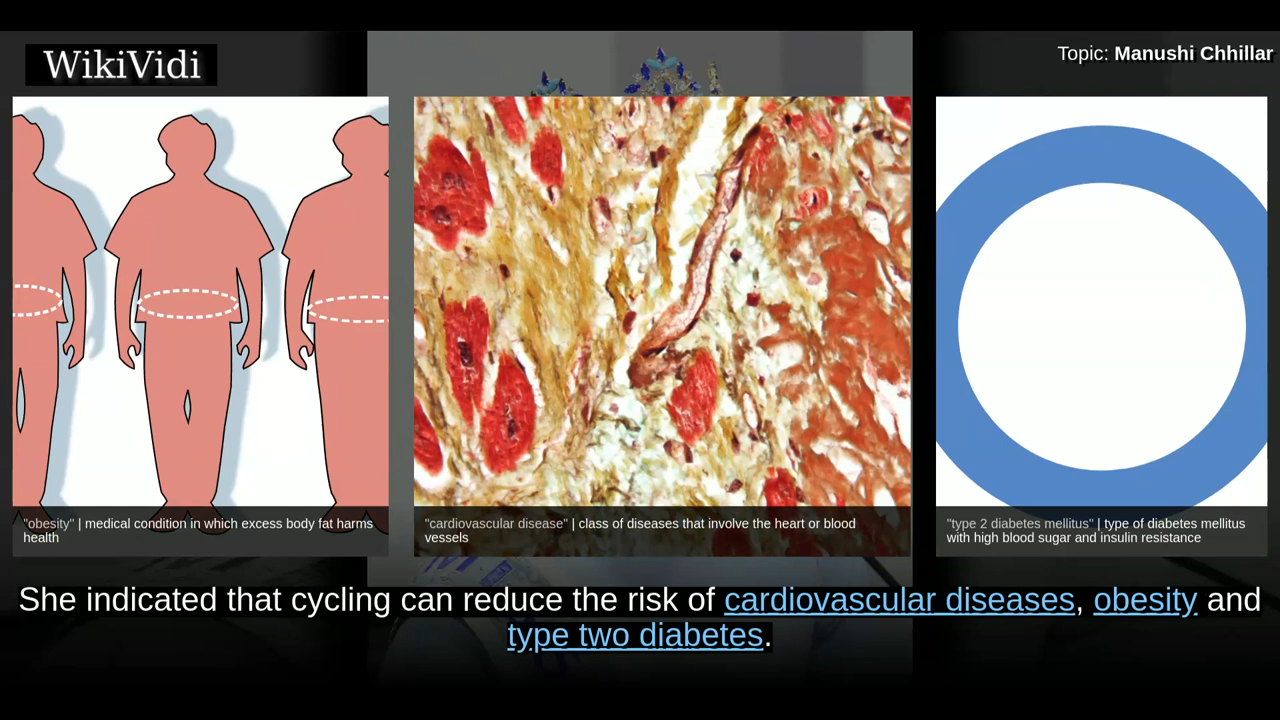 WikiVidi
Topic: Manushi Chhillar
"obesity" | medical condition in which excess body fat harms
health
"cardiovascular disease" | class of diseases that involve the heart or blood
vessels
"type 2 diabetes mellitus" | type of diabetes mellitus
with high blood sugar and insulin resistance
She indicated that cycling can reduce the risk of cardiovascular diseases, obesity and
type two diabetes.